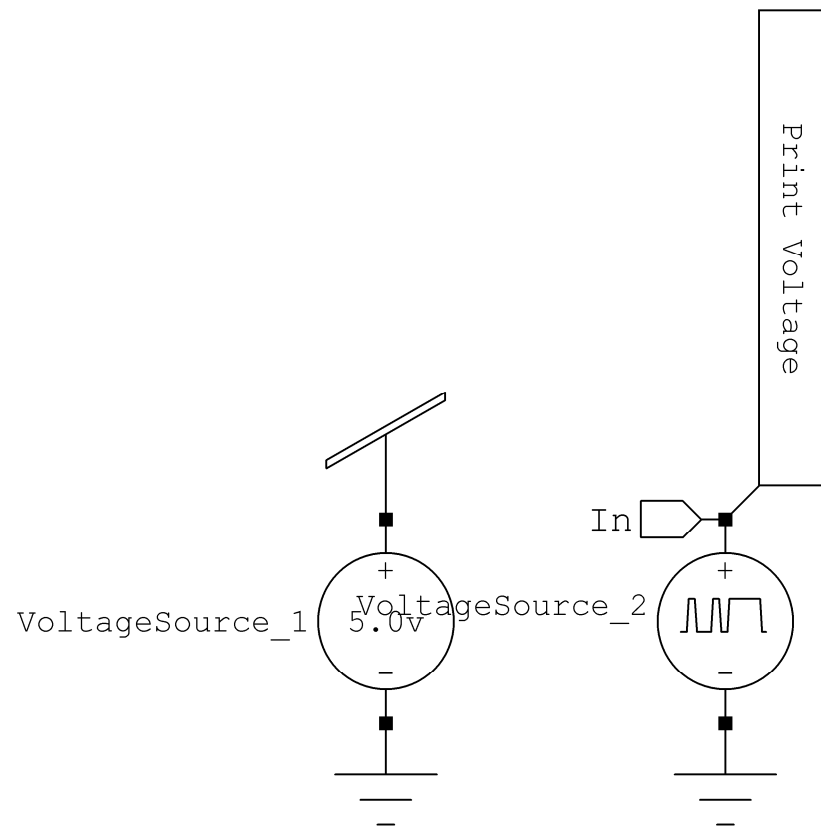 Print Voltage
In
+
+
VoltageSource_2
VoltageSource_1
5.0v
−
−